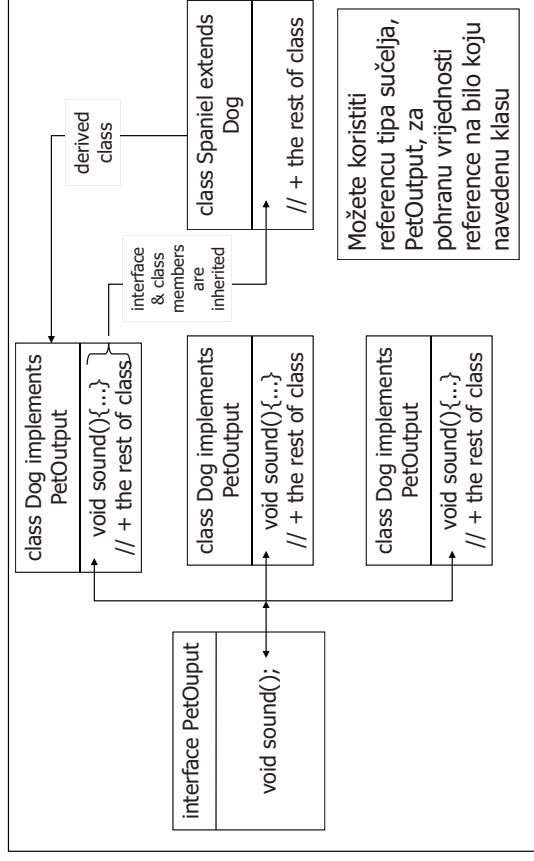 interface PetOuput
void sound();
class Dog implements
PetOutput
void sound(){...}
// + the rest of class
class Dog implements
PetOutput
void sound(){...}
// + the rest of class
class Dog implements
PetOutput
void sound(){...}
// + the rest of class
derived
class
interface
& class
members
are
inherited
class Spaniel extends
Dog
// + the rest of class
Možete koristiti
referencu tipa sučelja,
PetOutput, za
pohranu vrijednosti
reference na bilo koju
navedenu klasu